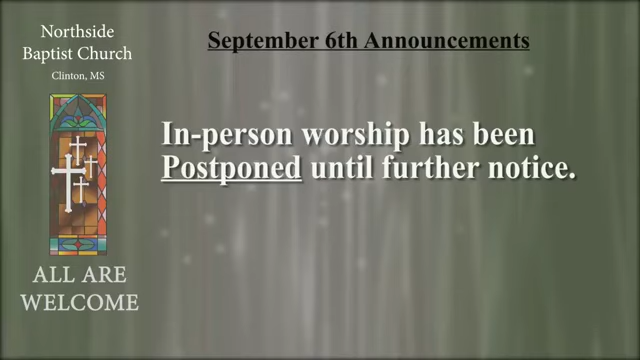 Northside
Baptist Church
Clinton, MS
ALL ARE
WELCOME
September 6th Announcements
In-person worship has been
Postponed until further notice.